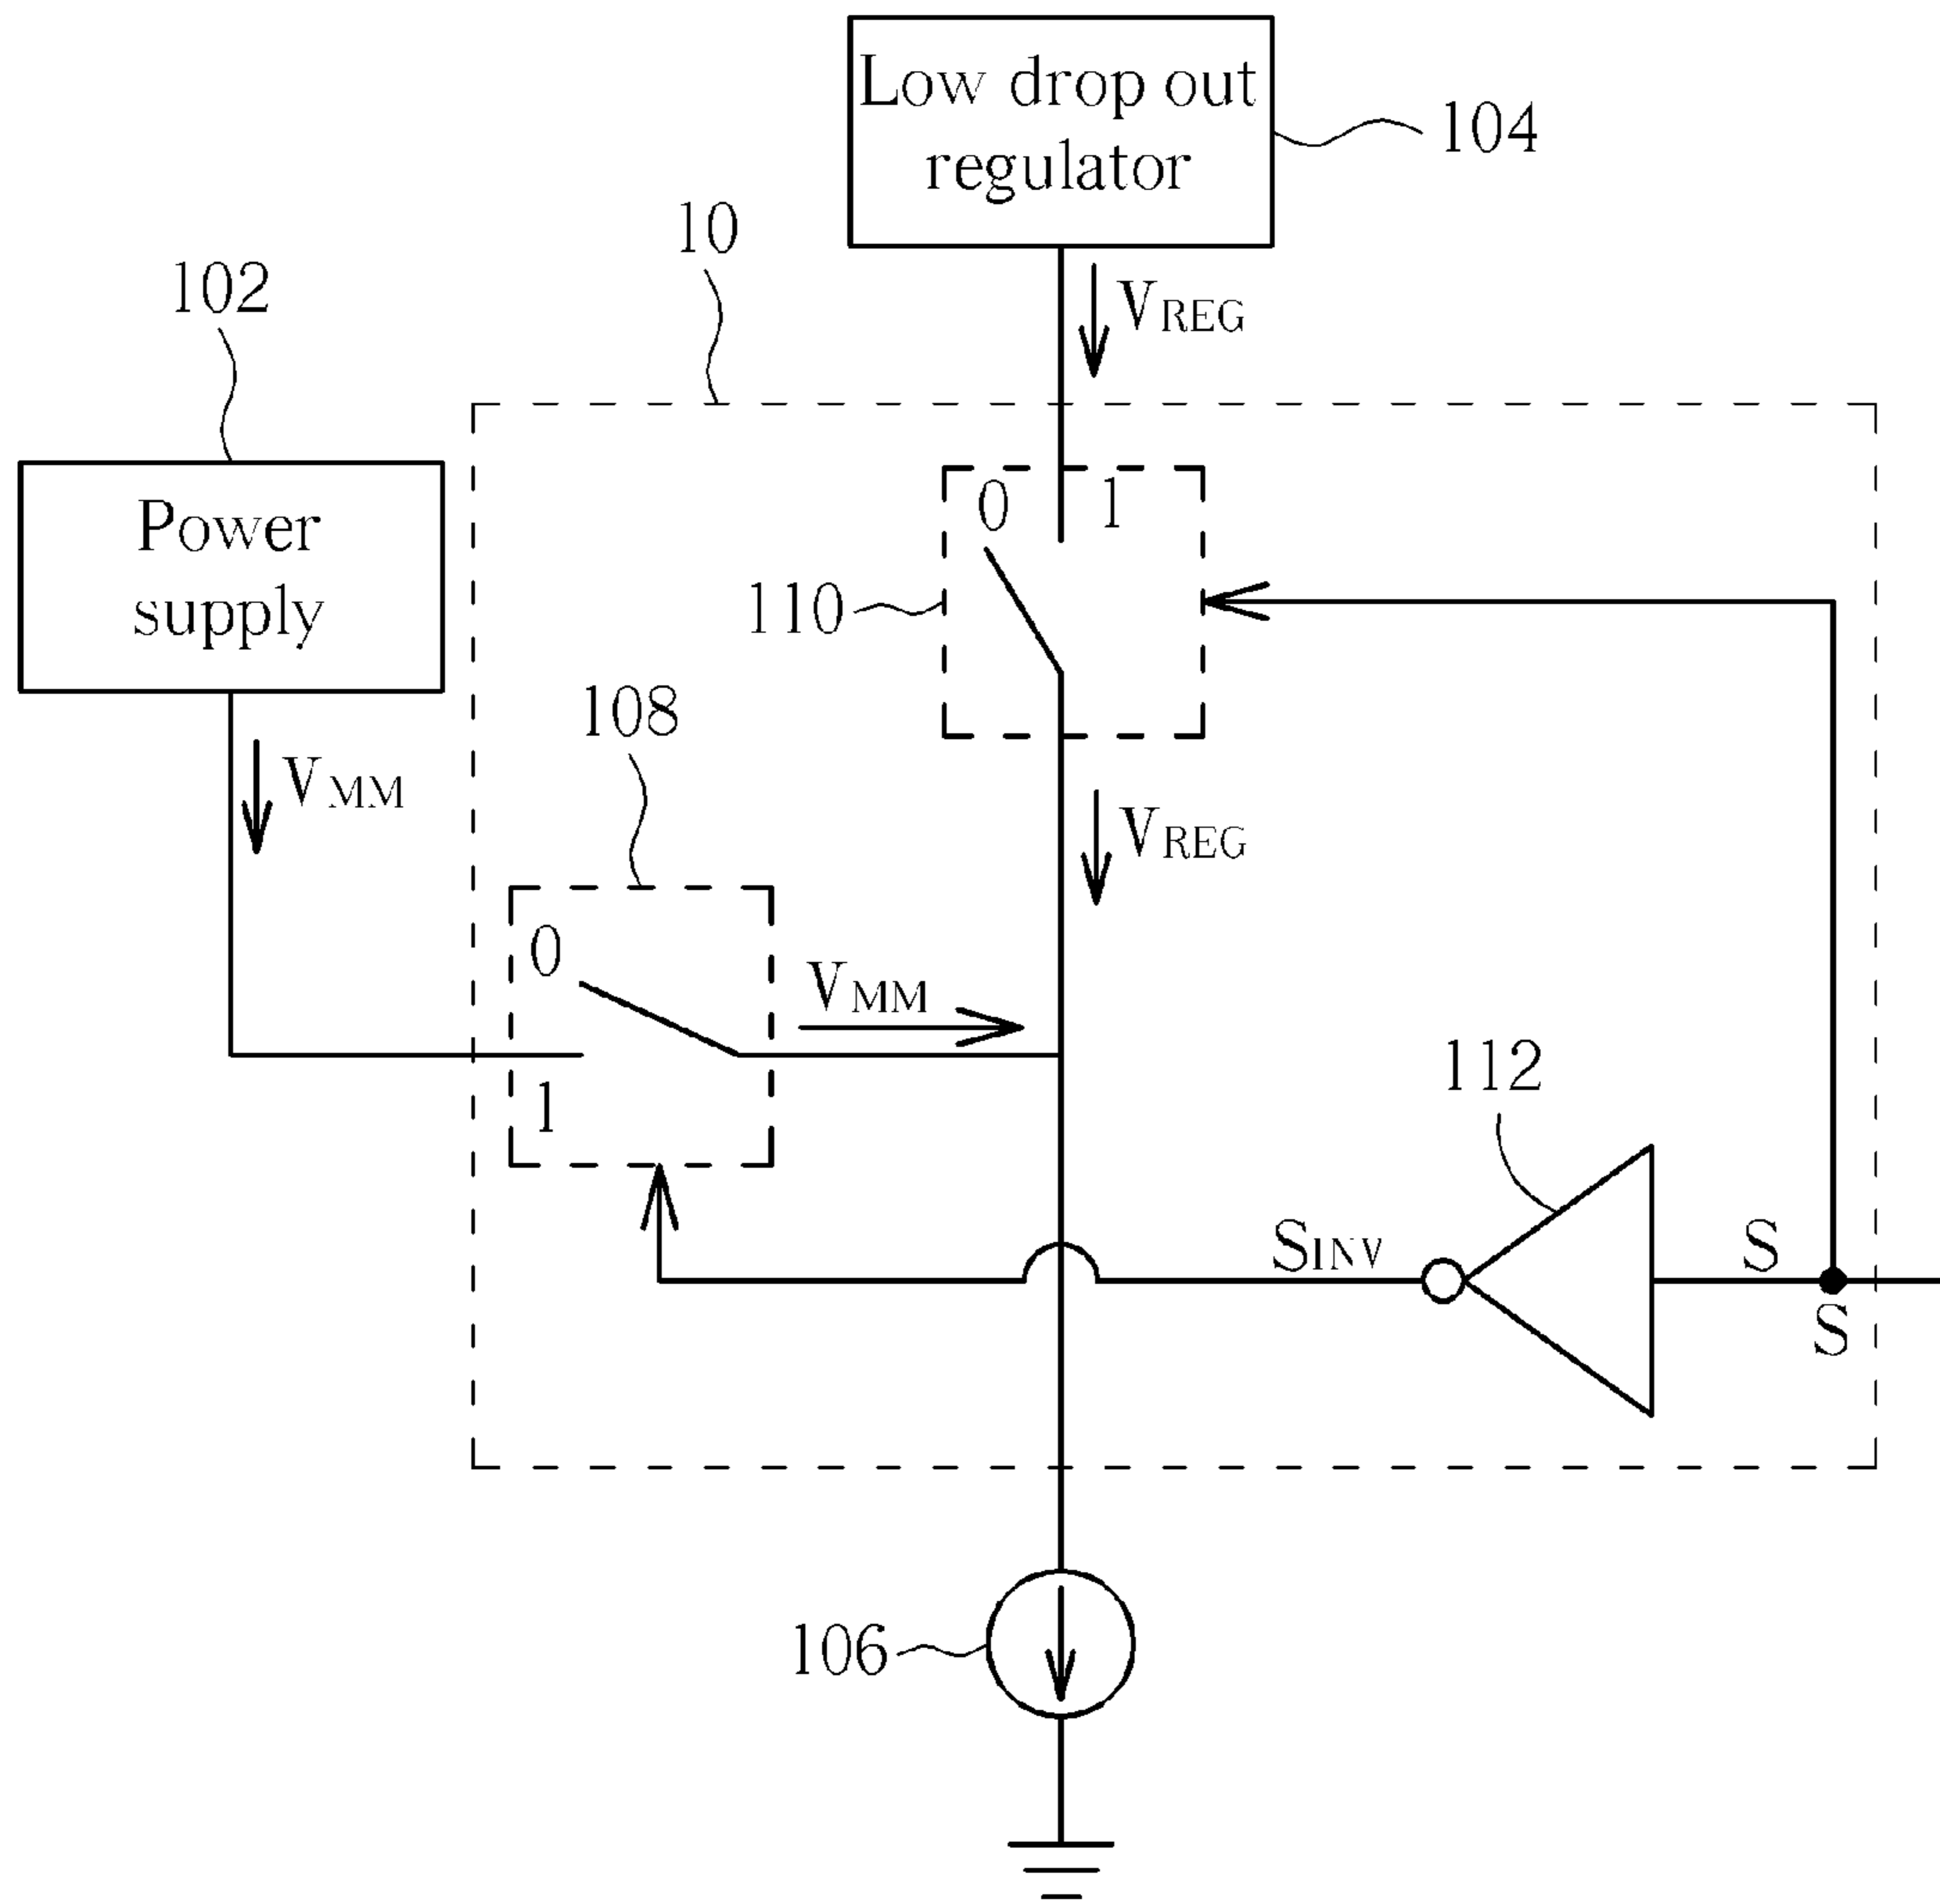 Low drop out
regulator
104
10
102
VREG
Power
supply
0
1
110
108
VMM
VREG
0
VMM
1
112
SINV
S
S
106